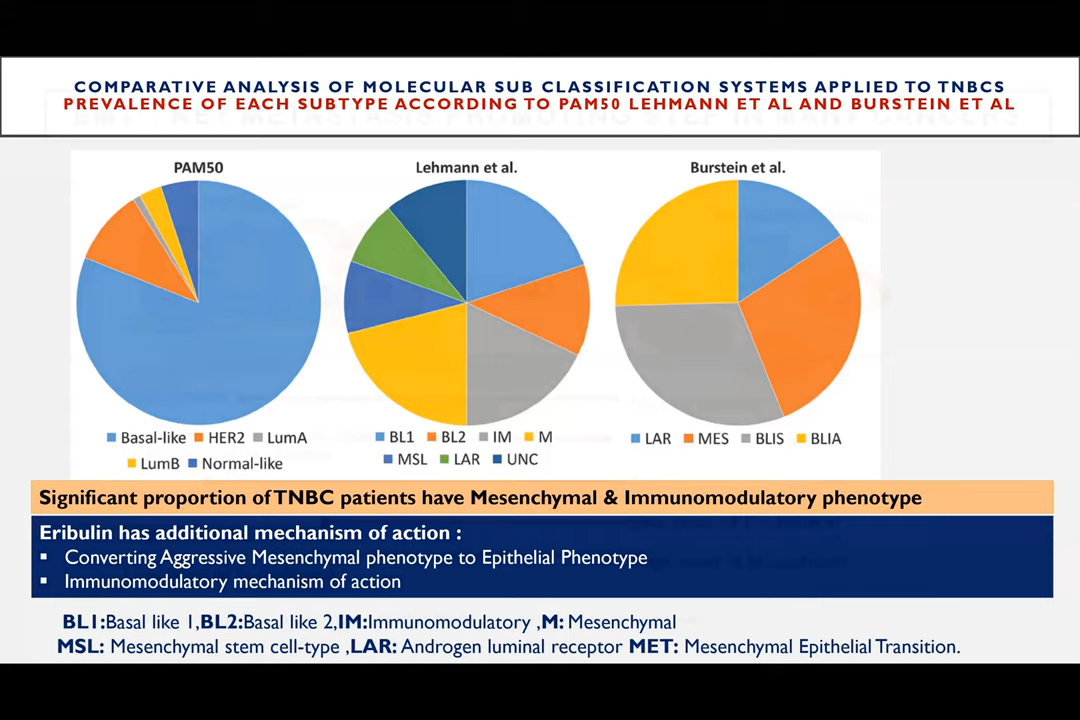 COMPARATIVE ANALYSIS OF MOLECULAR SUB CLASSIFICATION SYSTEMS APPLIED TO TNBCS
PREVALENCE OF EACH SUBTYPE ACCORDING TO PAM50 LEHMANN ET AL AND BURSTEIN ET AL
PAM50
Basal-like HER2 LumA
LumB Normal-like
Lehmann et al.
BL1 BL2 IM M
MSL LAR UNC
Burstein et al.
LAR MES BLIS BLIA
Significant proportion of TNBC patients have Mesenchymal & Immunomodulatory phenotype
Eribulin has additional mechanism of action :
▪ Converting Aggressive Mesenchymal phenotype to Epithelial Phenotype
▪ Immunomodulatory mechanism of action
BL1:Basal like 1,BL2:Basal like 2,IM:Immunomodulatory ,M: Mesenchymal
MSL: Mesenchymal stem cell-type ,LAR: Androgen luminal receptor MET: Mesenchymal Epithelial Transition.